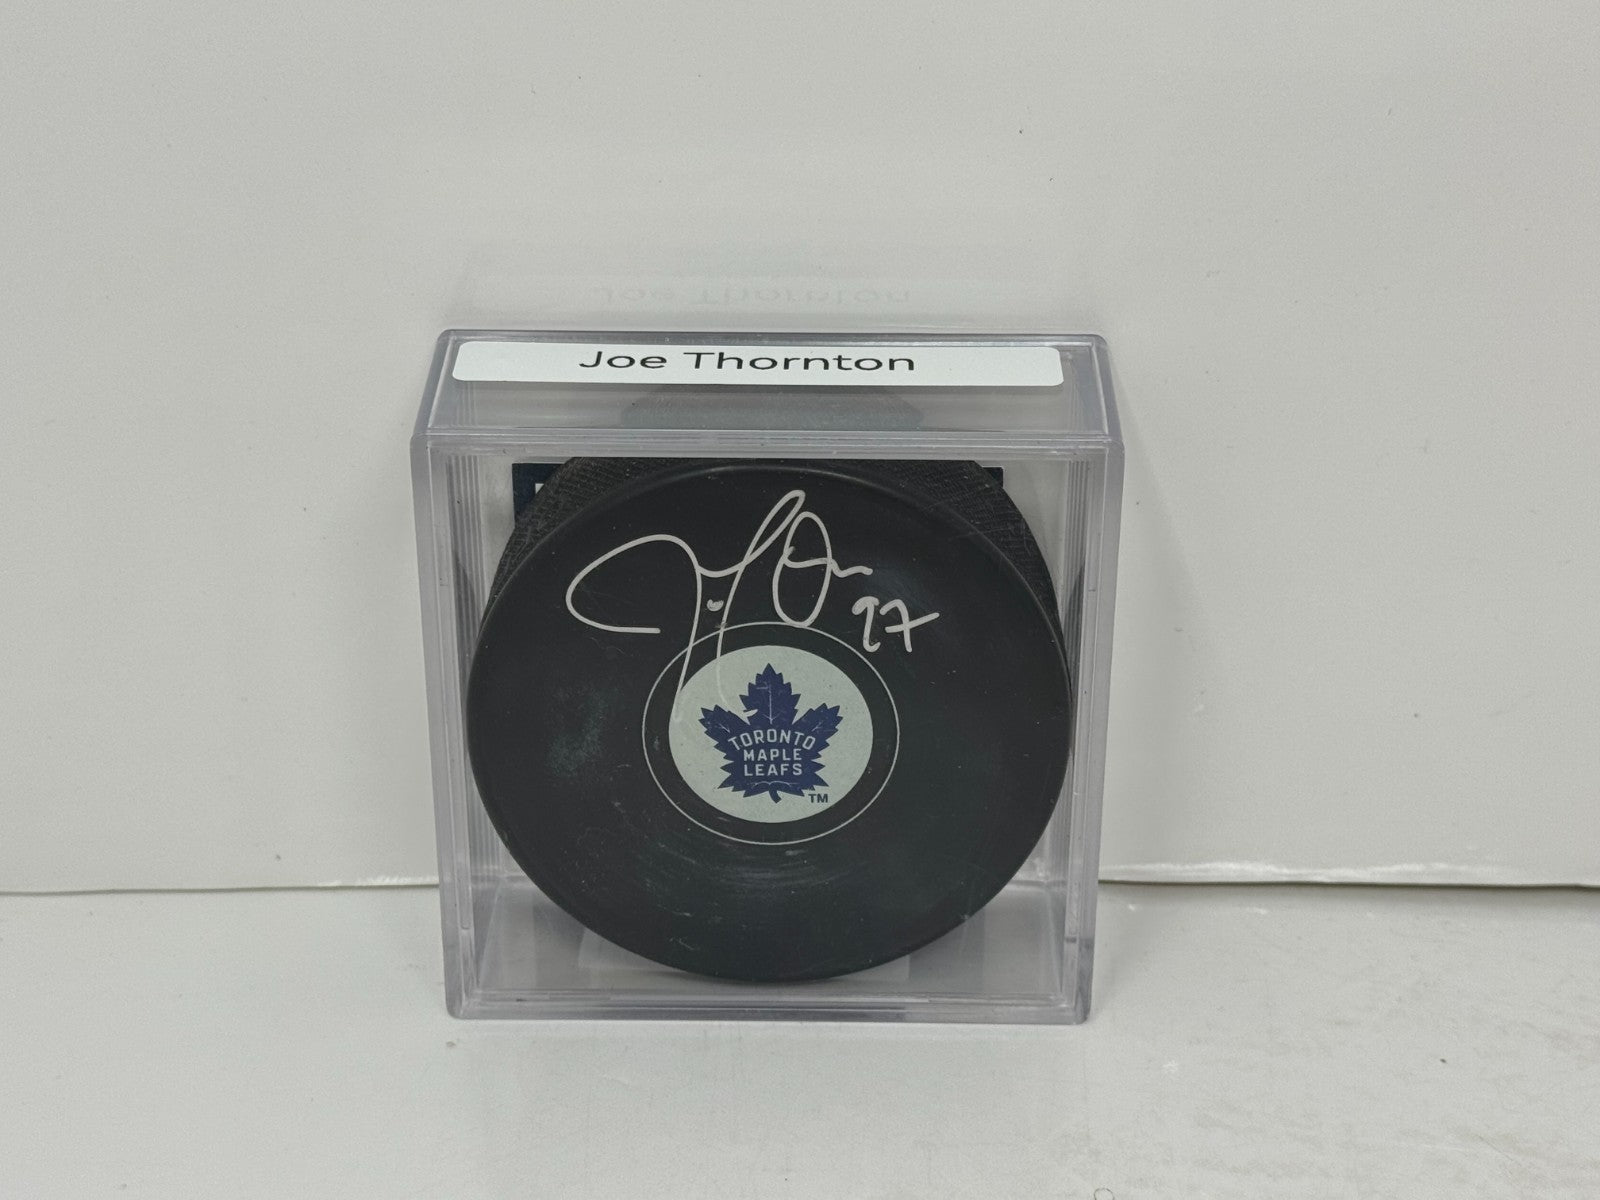 Joe Thornton
97
TORONTO
MAPLE
LEAFS
TM